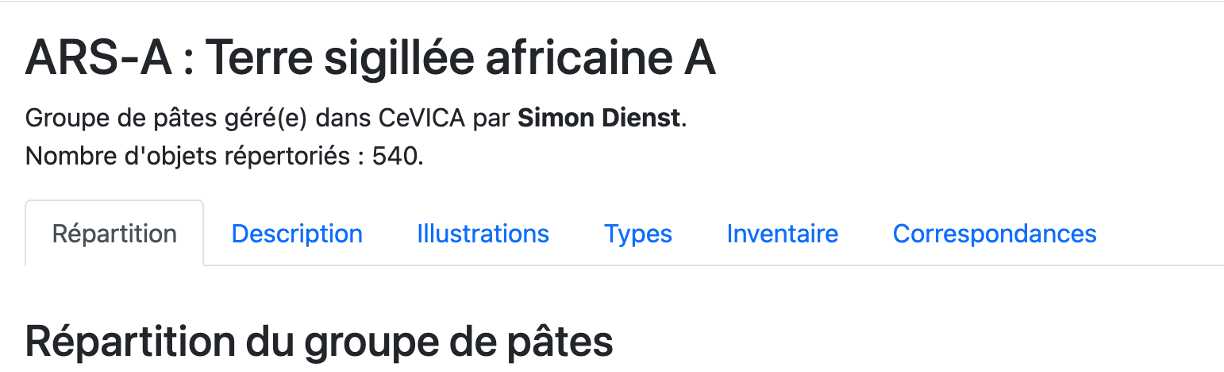 ARS-A : Terre sigillée africaine A
Groupe de pâtes géré(e) dans CeVICA par Simon Dienst.
Nombre d'objets répertoriés : 540.
Répartition Description Illustrations Types Inventaire Correspondances
Répartition du groupe de pâtes